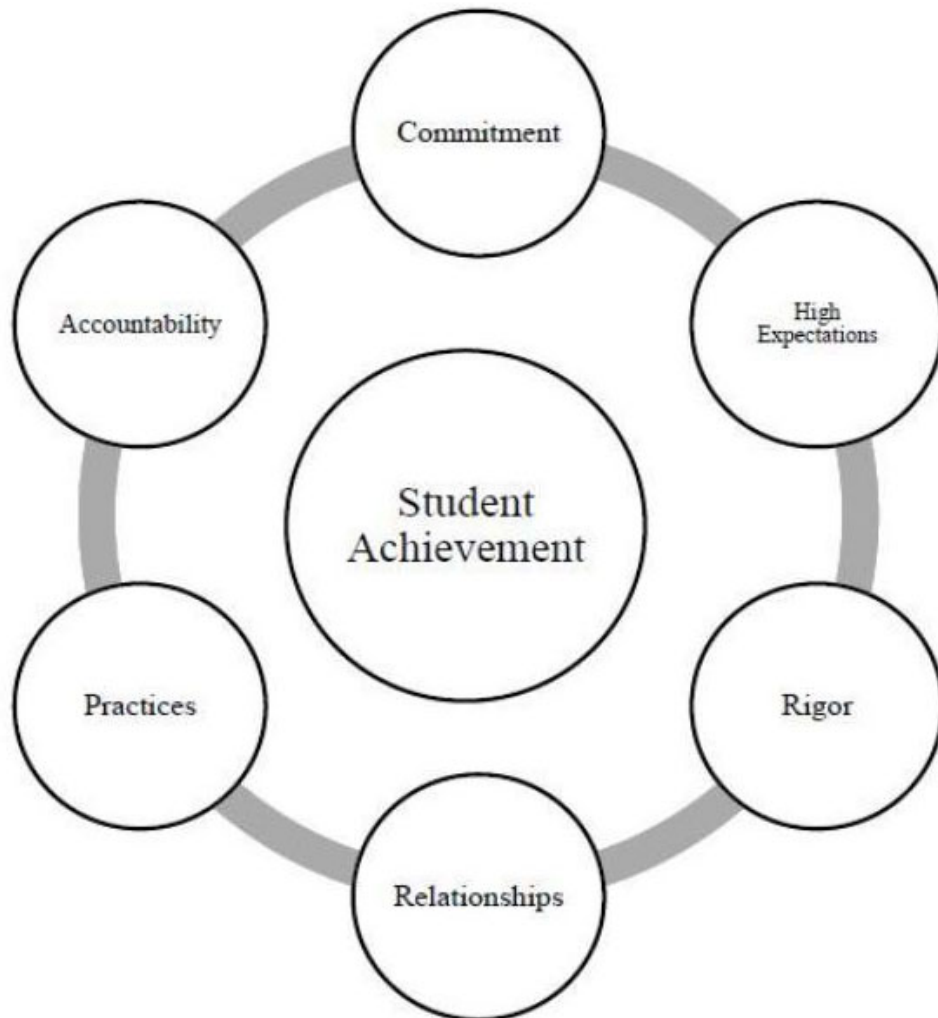 Commitment
High
Expectations
Rigor
Relationships
Practices
Accountability
Student
Achievement